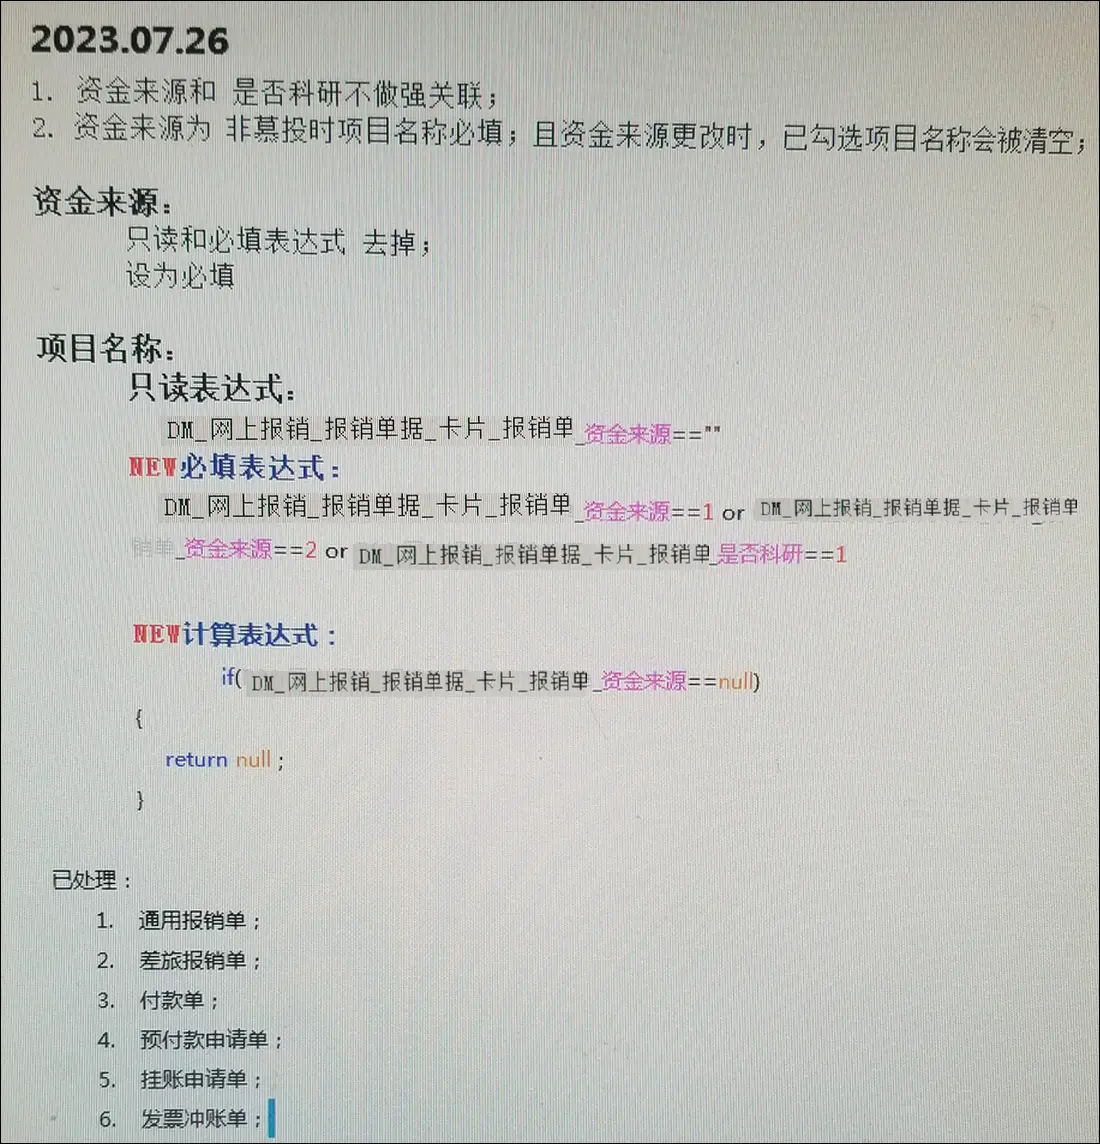 2023.07.26
1. 资金来源和 是否科研不做强关联；
2. 资金来源为 非慕投时项目名称必填；且资金来源更改时，已勾选项目名称会被清空；
资金来源：
只读和必填表达式 去掉；
设为必填
项目名称：
只读表达式：
DM_网上报销_报销单据_卡片_报销单_资金来源==""
NEW必填表达式：
DM_网上报销_报销单据_卡片_报销单_资金来源==1 or DM_网上报销_报销单据_卡片_报销单
销单_资金来源==2 or DM_网上报销_报销单据_卡片_报销单_是否科研==1
NEW计算表达式：
if( DM_网上报销_报销单据_卡片_报销单_资金来源==null)
{
return null；
}
已处理：
1. 通用报销单；
2. 差旅报销单；
3. 付款单；
4. 预付款申请单；
5. 挂账申请单；
6. 发票冲账单；